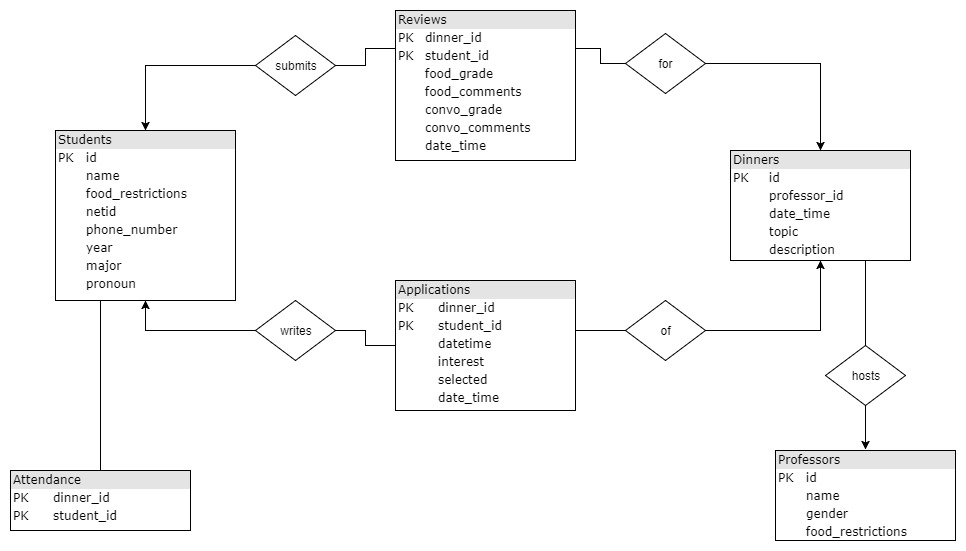 Reviews
PK dinner_id
PK student_id
food_grade
food_comments
convo_grade
convo_comments
date_time
submits
for
Students
PK id
name
food_restrictions
netid
phone_number
year
major
pronoun
Dinners
PK id
professor_id
date_time
topic
description
Applications
PK dinner_id
PK student_id
datetime
interest
selected
date_time
writes
of
hosts
Attendance
PK dinner_id
PK student_id
Professors
PK id
name
gender
food_restrictions